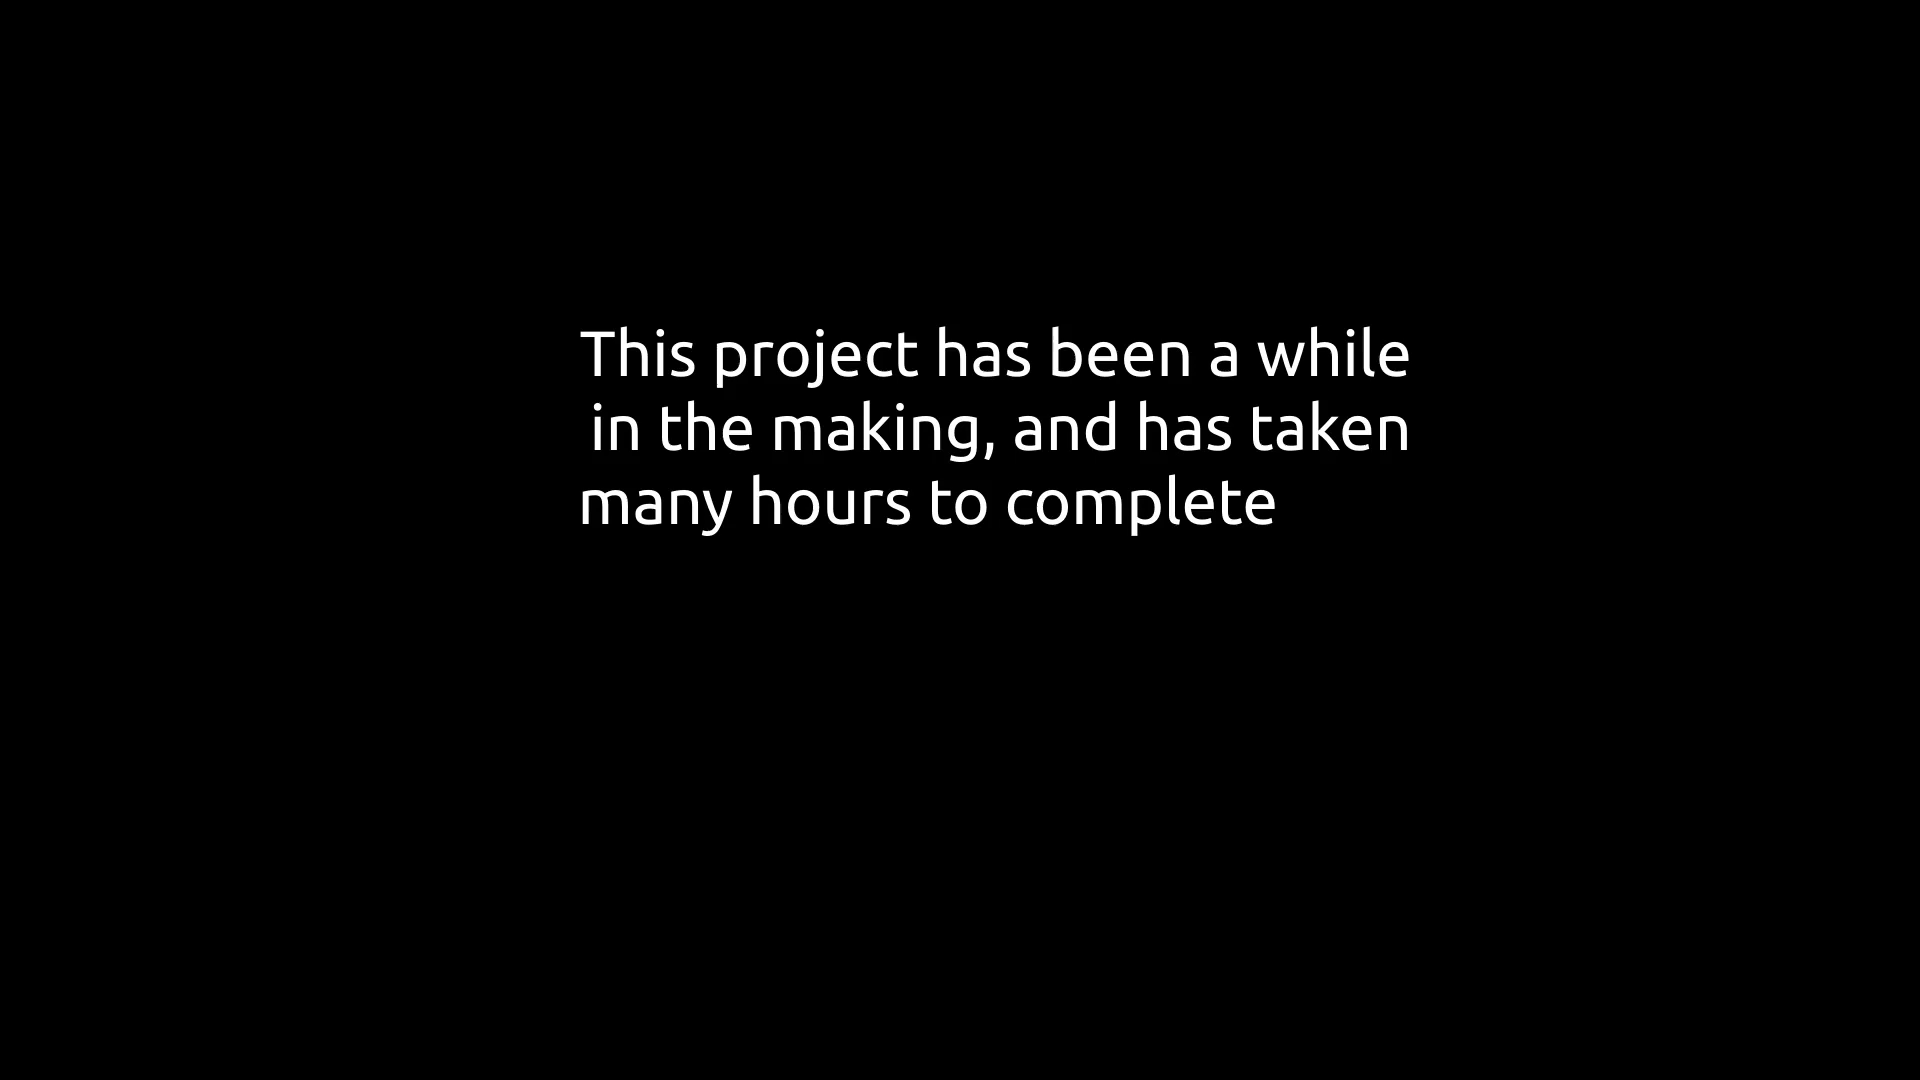 This project has been a while
in the making, and has taken
many hours to complete